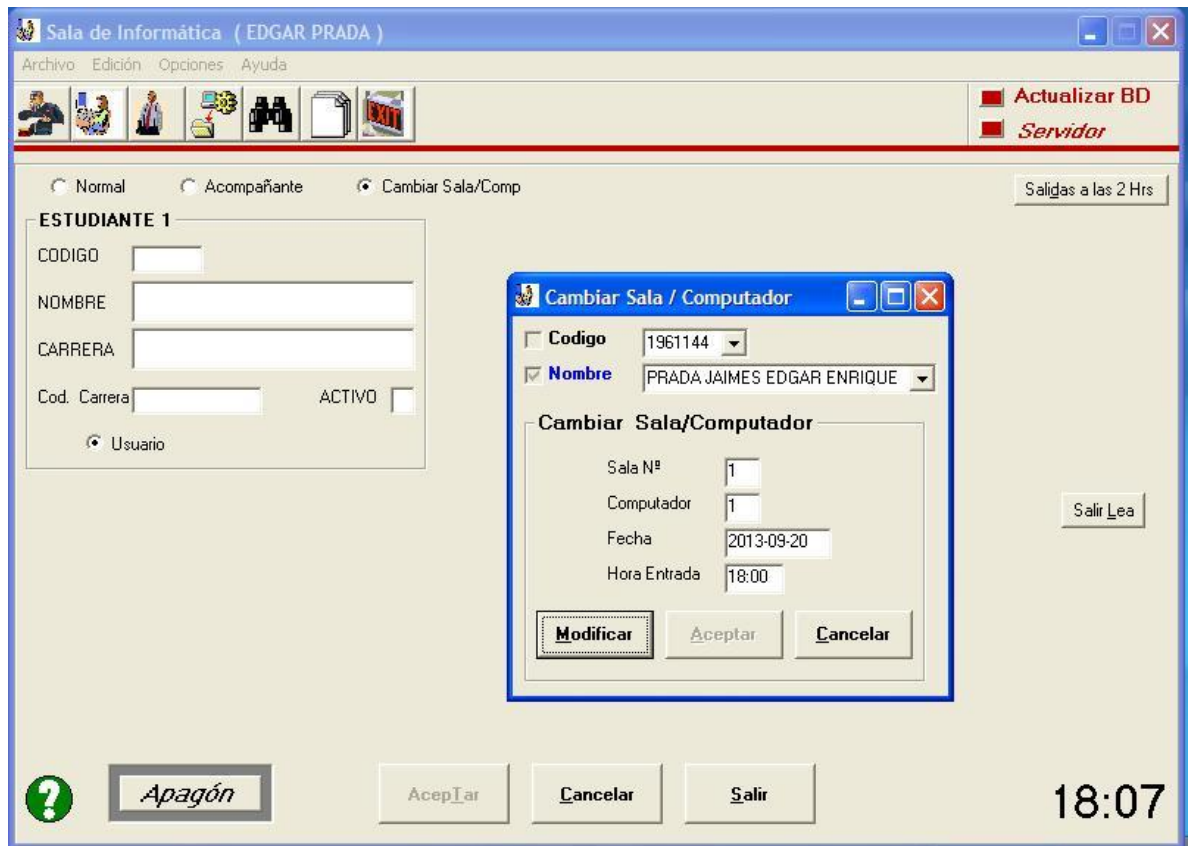 Sala de Informática ( EDGAR PRADA )
Archivo Edición Opciones Ayuda
EXIT
Actualizar BD
Servidor
Normal Acompañante Cambiar Sala/Comp
Salidas a las 2 Hrs
ESTUDIANTE 1
CODIGO
NOMBRE
CARRERA
Cod. Carrera ACTIVO
Usuario
Cambiar Sala / Computador
Codigo 1961144
Nombre PRADA JAIMES EDGAR ENRIQUE
Cambiar Sala/Computador
Sala Nº 1
Computador 1
Fecha 2013-09-20
Hora Entrada 18:00
Modificar Aceptar Cancelar
Salir Lea
? Apagón AcepTar Cancelar Salir 18:07